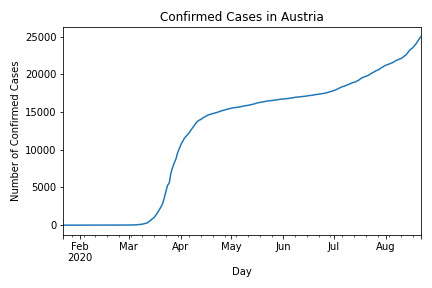 Confirmed Cases in Austria
Number of Confirmed Cases
25000
20000
15000
10000
5000
0
Feb Mar Apr May Jun Jul Aug
2020
Day